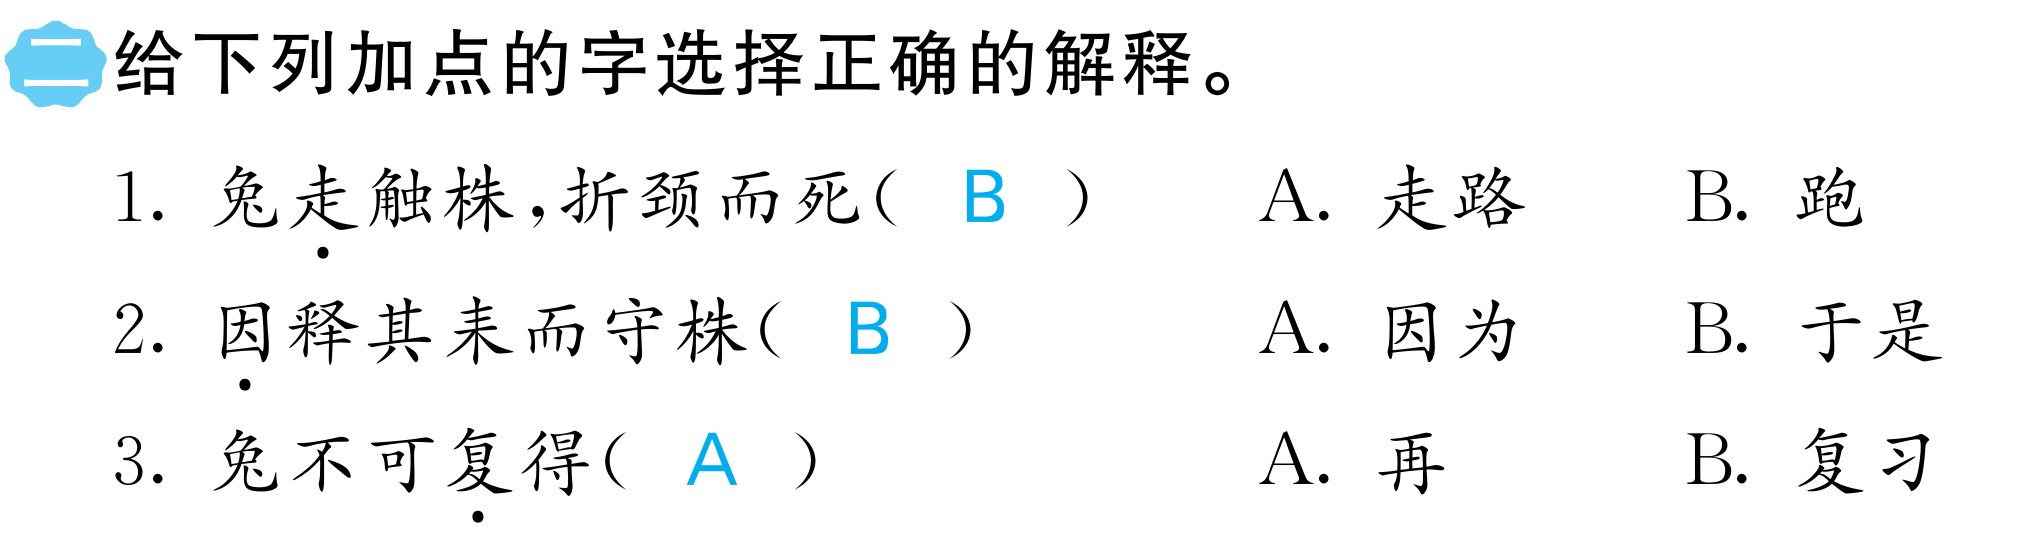 二 给下列加点的字选择正确的解释。
1. 兔走触株,折颈而死( B ) A. 走路 B. 跑
2. 因释其耒而守株( B ) A. 因为 B. 于是
3. 兔不可复得( A ) A. 再 B. 复习